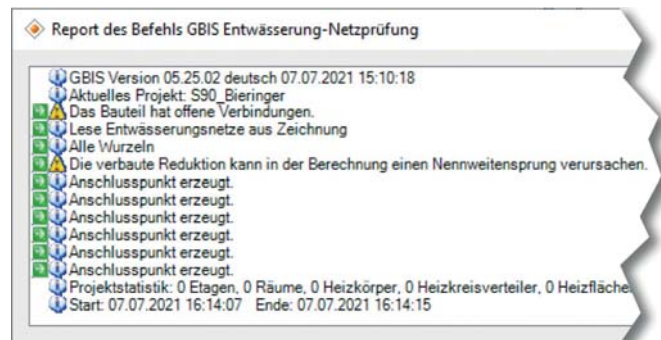 Report des Befehls GBIS Entwässerung-Netzprüfung
GBIS Version 05.25.02 deutsch 07.07.2021 15:10:18
Aktuelles Projekt: S90_Bieringer
Das Bauteil hat offene Verbindungen.
Lese Entwässerungsnetze aus Zeichnung
Alle Wurzeln
Die verbaute Reduktion kann in der Berechnung einen Nennweitensprung verursachen.
Anschlusspunkt erzeugt.
Anschlusspunkt erzeugt.
Anschlusspunkt erzeugt.
Anschlusspunkt erzeugt.
Anschlusspunkt erzeugt.
Anschlusspunkt erzeugt.
Projektstatistik: 0 Etagen, 0 Räume, 0 Heizkörper, 0 Heizkreisverteiler, 0 Heizfläche
Start: 07.07.2021 16:14:07 Ende: 07.07.2021 16:14:15